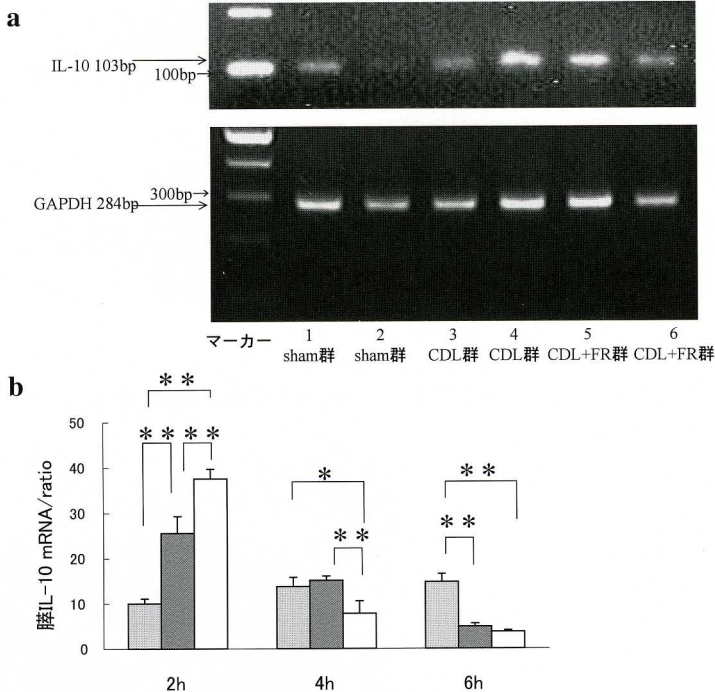 a
IL-10 103bp
100bp
300bp
GAPDH 284bp
マーカー 1 2 3 4 5 6
sham群 sham群 CDL群 CDL群 CDL+FR群 CDL+FR群
b
膵IL-10 mRNA/ratio
50
40
30
20
10
0
** ** ** * ** ** **
2h 4h 6h